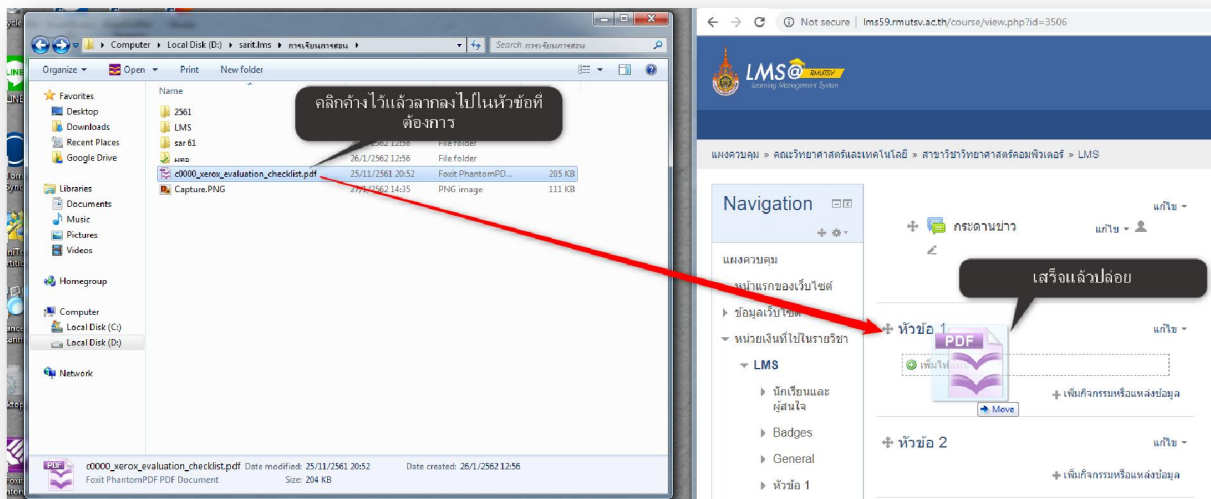 Computer ▸ Local Disk (D:) ▸ sarit.lms ▸ การเรียนการสอน ▸
Search การเรียนการสอน
Organize ▾ Open ▾ Print New folder
Favorites
Desktop
Downloads
Recent Places
Google Drive
Libraries
Documents
Music
Pictures
Videos
Homegroup
Computer
Local Disk (C:)
Local Disk (D:)
Network
Name
2561
LMS
sar 61
26/1/2562 12:56 File folder
c0000_xerox_evaluation_checklist.pdf 25/11/2561 20:52 Foxit PhantomPD... 205 KB
Capture.PNG 27/1/2562 14:35 PNG image 111 KB
คลิกค้างไว้แล้วลากลงไปในหัวข้อที่
ต้องการ
PDF
c0000_xerox_evaluation_checklist.pdf Date modified: 25/11/2561 20:52 Date created: 26/1/2562 12:56
Foxit PhantomPDF PDF Document Size: 204 KB
Not secure | lms59.rmutsv.ac.th/course/view.php?id=3506
LMS@ RMUTSV
Learning Management System
แผงควบคุม » คณะวิทยาศาสตร์และเทคโนโลยี » สาขาวิชาวิทยาศาสตร์คอมพิวเตอร์ » LMS
Navigation
แผงควบคุม
หน้าแรกของเว็บไซต์
ข้อมูลเว็บไซต์
หน่วยเงินที่ไปในรายวิชา
LMS
นักเรียนและ
ผู้สนใจ
Badges
General
หัวข้อ 1
แก้ไข
กระดานข่าว แก้ไข
เสร็จแล้วปล่อย
หัวข้อ 1 แก้ไข
PDF
Move
เพิ่มกิจกรรมหรือแหล่งข้อมูล
หัวข้อ 2 แก้ไข
เพิ่มกิจกรรมหรือแหล่งข้อมูล